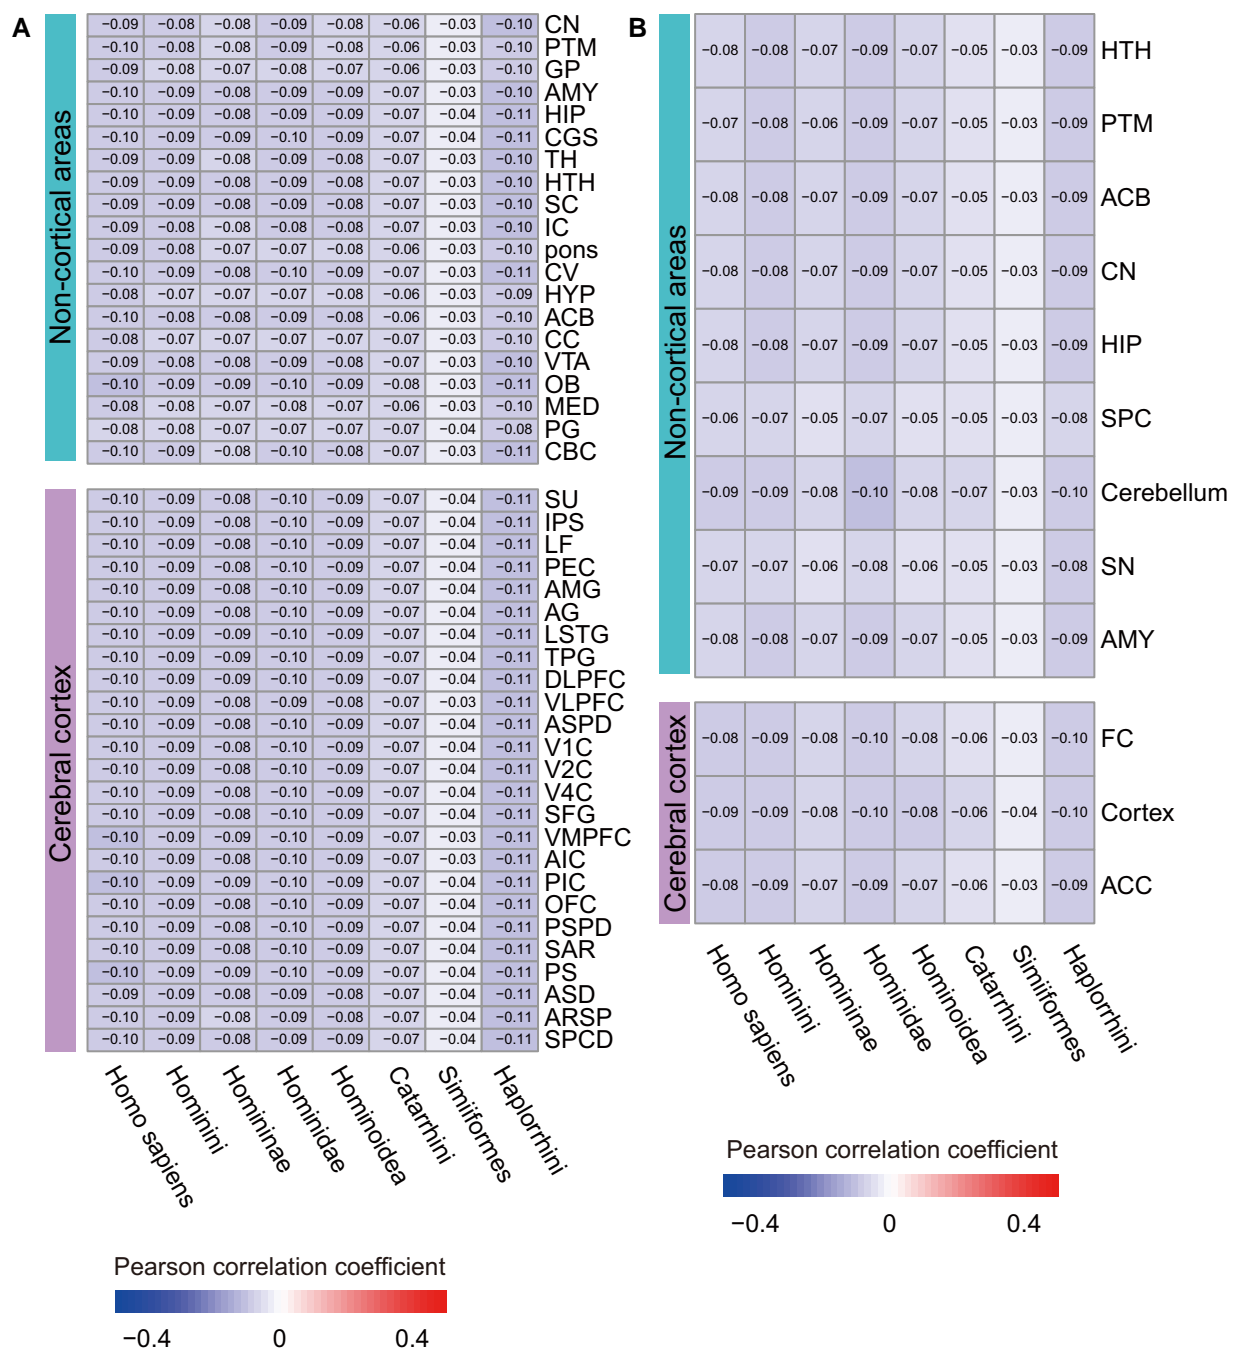 A
Non-cortical areas
−0.09 −0.08 −0.08 −0.09 −0.08 −0.06 −0.03 −0.10 CN
−0.10 −0.08 −0.08 −0.09 −0.08 −0.06 −0.03 −0.10 PTM
−0.09 −0.08 −0.07 −0.08 −0.07 −0.06 −0.03 −0.10 GP
−0.10 −0.09 −0.08 −0.09 −0.09 −0.07 −0.03 −0.10 AMY
−0.10 −0.09 −0.08 −0.09 −0.08 −0.07 −0.04 −0.11 HIP
−0.10 −0.09 −0.09 −0.10 −0.09 −0.07 −0.04 −0.11 CGS
−0.09 −0.09 −0.08 −0.09 −0.08 −0.07 −0.03 −0.10 TH
−0.09 −0.09 −0.08 −0.09 −0.08 −0.07 −0.03 −0.10 HTH
−0.09 −0.09 −0.08 −0.09 −0.08 −0.07 −0.03 −0.10 SC
−0.09 −0.08 −0.08 −0.08 −0.08 −0.07 −0.03 −0.10 IC
−0.09 −0.08 −0.07 −0.07 −0.08 −0.06 −0.03 −0.10 pons
−0.10 −0.09 −0.08 −0.10 −0.09 −0.07 −0.03 −0.11 CV
−0.08 −0.07 −0.07 −0.07 −0.08 −0.06 −0.03 −0.09 HYP
−0.10 −0.08 −0.08 −0.09 −0.08 −0.06 −0.03 −0.10 ACB
−0.08 −0.07 −0.07 −0.07 −0.08 −0.07 −0.03 −0.10 CC
−0.09 −0.08 −0.08 −0.08 −0.08 −0.07 −0.03 −0.10 VTA
−0.10 −0.09 −0.09 −0.10 −0.09 −0.08 −0.03 −0.11 OB
−0.08 −0.08 −0.07 −0.08 −0.07 −0.06 −0.03 −0.10 MED
−0.08 −0.08 −0.07 −0.07 −0.07 −0.07 −0.04 −0.08 PG
−0.10 −0.09 −0.08 −0.10 −0.08 −0.07 −0.03 −0.11 CBC
Cerebral cortex
−0.10 −0.09 −0.08 −0.10 −0.09 −0.07 −0.04 −0.11 SU
−0.10 −0.09 −0.08 −0.10 −0.09 −0.07 −0.04 −0.11 IPS
−0.10 −0.09 −0.08 −0.10 −0.09 −0.07 −0.04 −0.11 LF
−0.10 −0.09 −0.08 −0.10 −0.09 −0.07 −0.04 −0.11 PEC
−0.10 −0.09 −0.08 −0.10 −0.09 −0.07 −0.04 −0.11 AMG
−0.10 −0.09 −0.08 −0.10 −0.09 −0.07 −0.04 −0.11 AG
−0.10 −0.09 −0.09 −0.10 −0.09 −0.07 −0.04 −0.11 LSTG
−0.10 −0.09 −0.09 −0.10 −0.09 −0.07 −0.04 −0.11 TPG
−0.10 −0.09 −0.08 −0.10 −0.09 −0.07 −0.04 −0.11 DLPFC
−0.10 −0.09 −0.08 −0.09 −0.08 −0.07 −0.03 −0.11 VLPFC
−0.10 −0.09 −0.08 −0.10 −0.09 −0.07 −0.04 −0.11 ASPD
−0.10 −0.09 −0.08 −0.10 −0.09 −0.07 −0.04 −0.11 V1C
−0.10 −0.09 −0.08 −0.10 −0.09 −0.07 −0.04 −0.11 V2C
−0.10 −0.09 −0.08 −0.10 −0.09 −0.07 −0.04 −0.11 V4C
−0.10 −0.09 −0.08 −0.10 −0.09 −0.07 −0.04 −0.11 SFG
−0.10 −0.09 −0.09 −0.10 −0.09 −0.07 −0.03 −0.11 VMPFC
−0.10 −0.09 −0.08 −0.10 −0.09 −0.07 −0.03 −0.11 AIC
−0.10 −0.09 −0.09 −0.10 −0.09 −0.07 −0.04 −0.11 PIC
−0.10 −0.09 −0.08 −0.10 −0.09 −0.07 −0.04 −0.11 OFC
−0.10 −0.09 −0.08 −0.09 −0.09 −0.07 −0.04 −0.11 PSPD
−0.10 −0.09 −0.08 −0.10 −0.09 −0.07 −0.04 −0.11 SAR
−0.10 −0.09 −0.09 −0.10 −0.09 −0.07 −0.04 −0.11 PS
−0.09 −0.09 −0.08 −0.09 −0.08 −0.07 −0.04 −0.11 ASD
−0.10 −0.09 −0.08 −0.09 −0.08 −0.07 −0.04 −0.11 ARSP
−0.10 −0.09 −0.08 −0.09 −0.09 −0.07 −0.04 −0.11 SPCD
Homo sapiens Hominini Homininae Hominidae Hominoidea Catarrhini Simiiformes Haplorrhini
Pearson correlation coefficient
−0.4 0 0.4
B
Non-cortical areas
−0.08 −0.08 −0.07 −0.09 −0.07 −0.05 −0.03 −0.09 HTH
−0.07 −0.08 −0.06 −0.09 −0.07 −0.05 −0.03 −0.09 PTM
−0.08 −0.08 −0.07 −0.09 −0.07 −0.05 −0.03 −0.09 ACB
−0.08 −0.08 −0.07 −0.09 −0.07 −0.05 −0.03 −0.09 CN
−0.08 −0.08 −0.07 −0.09 −0.07 −0.05 −0.03 −0.09 HIP
−0.06 −0.07 −0.05 −0.07 −0.05 −0.05 −0.03 −0.08 SPC
−0.09 −0.09 −0.08 −0.10 −0.08 −0.07 −0.03 −0.10 Cerebellum
−0.07 −0.07 −0.06 −0.08 −0.06 −0.05 −0.03 −0.08 SN
−0.08 −0.08 −0.07 −0.09 −0.07 −0.05 −0.03 −0.09 AMY
Cerebral cortex
−0.08 −0.09 −0.08 −0.10 −0.08 −0.06 −0.03 −0.10 FC
−0.09 −0.09 −0.08 −0.10 −0.08 −0.06 −0.04 −0.10 Cortex
−0.08 −0.09 −0.07 −0.09 −0.07 −0.06 −0.03 −0.09 ACC
Homo sapiens Hominini Homininae Hominidae Hominoidea Catarrhini Simiiformes Haplorrhini
Pearson correlation coefficient
−0.4 0 0.4